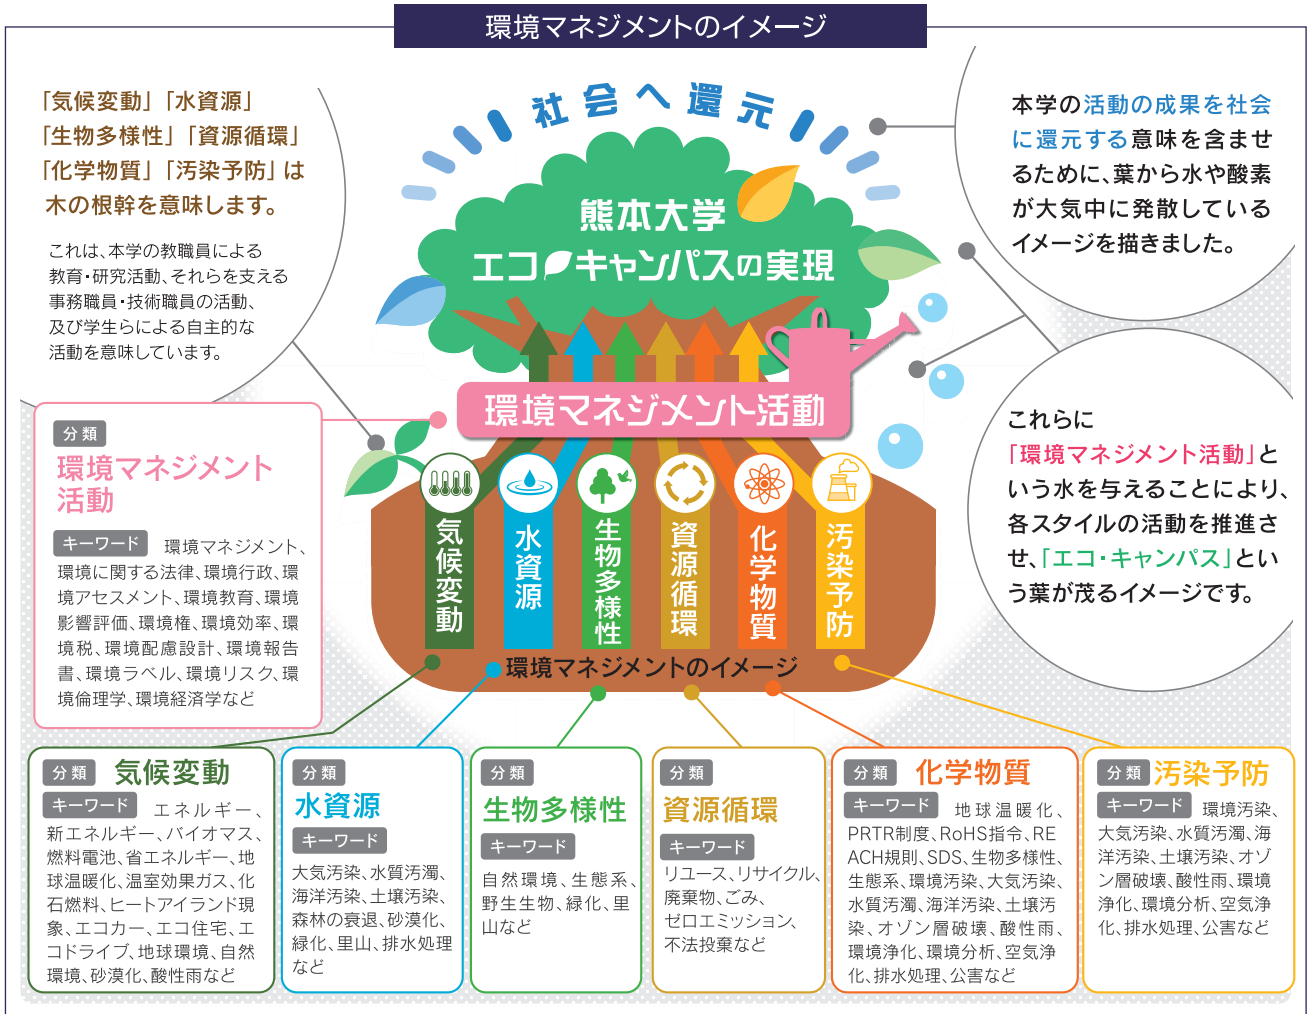 環境マネジメントのイメージ
「気候変動」「水資源」
「生物多様性」「資源循環」
「化学物質」「汚染予防」は
木の根幹を意味します。
これは、本学の教職員による
教育・研究活動、それらを支える
事務職員・技術職員の活動、
及び学生らによる自主的な
活動を意味しています。
社会へ還元
熊本大学
エコ・キャンパスの実現
本学の活動の成果を社会
に還元する意味を含ませ
るために、葉から水や酸素
が大気中に発散している
イメージを描きました。
これらに
「環境マネジメント活動」と
いう水を与えることにより、
各スタイルの活動を推進さ
せ、「エコ・キャンパス」とい
う葉が茂るイメージです。
環境マネジメント活動
気候変動
水資源
生物多様性
資源循環
化学物質
汚染予防
環境マネジメントのイメージ
分類
環境マネジメント
活動
キーワード 環境マネジメント、
環境に関する法律、環境行政、環
境アセスメント、環境教育、環境
影響評価、環境権、環境効率、環
境税、環境配慮設計、環境報告
書、環境ラベル、環境リスク、環
境倫理学、環境経済学など
分類 気候変動
キーワード エネルギー、
新エネルギー、バイオマス、
燃料電池、省エネルギー、地
球温暖化、温室効果ガス、化
石燃料、ヒートアイランド現
象、エコカー、エコ住宅、エ
コドライブ、地球環境、自然
環境、砂漠化、酸性雨など
分類
水資源
キーワード
大気汚染、水質汚濁、
海洋汚染、土壌汚染、
森林の衰退、砂漠化、
緑化、里山、排水処理
など
分類
生物多様性
キーワード
自然環境、生態系、
野生生物、緑化、里
山など
分類
資源循環
キーワード
リユース、リサイクル、
廃棄物、ごみ、
ゼロエミッション、
不法投棄など
分類 化学物質
キーワード 地球温暖化、
PRTR制度、RoHS指令、RE
ACH規則、SDS、生物多様性、
生態系、環境汚染、大気汚染、
水質汚濁、海洋汚染、土壌汚
染、オゾン層破壊、酸性雨、
環境浄化、環境分析、空気浄
化、排水処理、公害など
分類 汚染予防
キーワード 環境汚染、
大気汚染、水質汚濁、海
洋汚染、土壌汚染、オゾ
ン層破壊、酸性雨、環境
浄化、環境分析、空気浄
化、排水処理、公害など